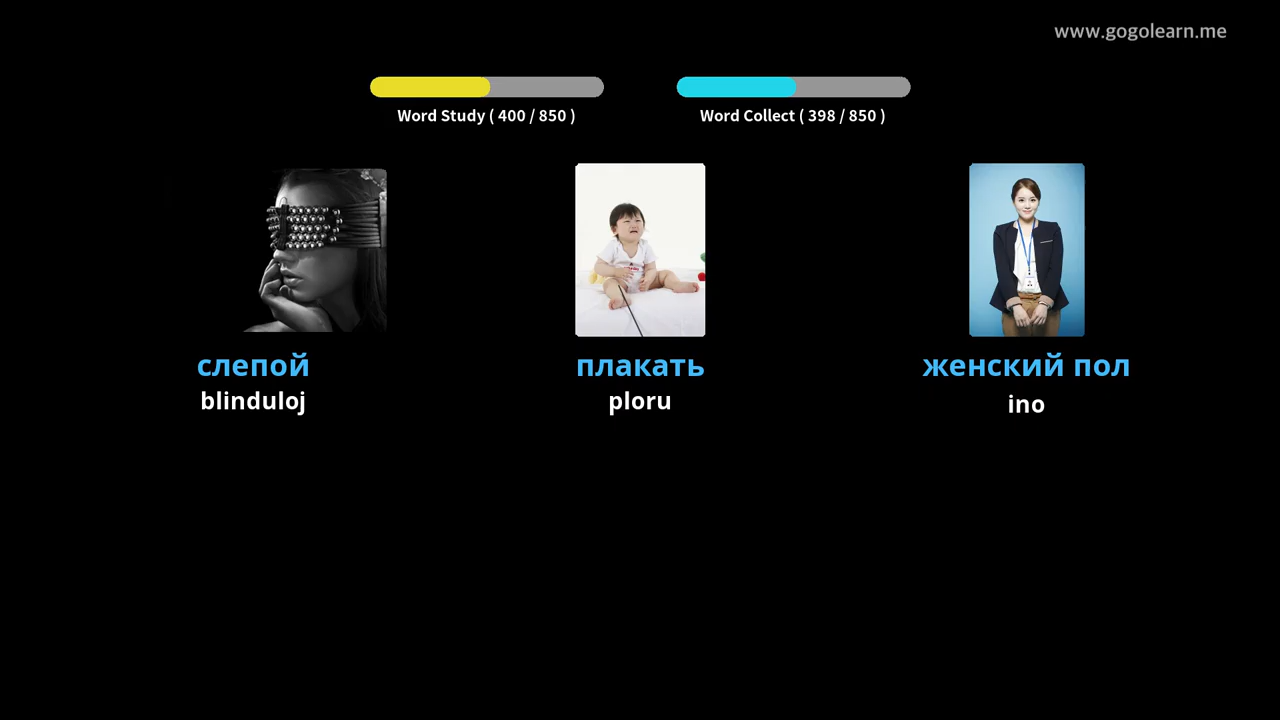 www.gogolearn.me
Word Study ( 400 / 850 )
Word Collect ( 398 / 850 )
слепой
blinduloj
плакать
ploru
женский пол
ino